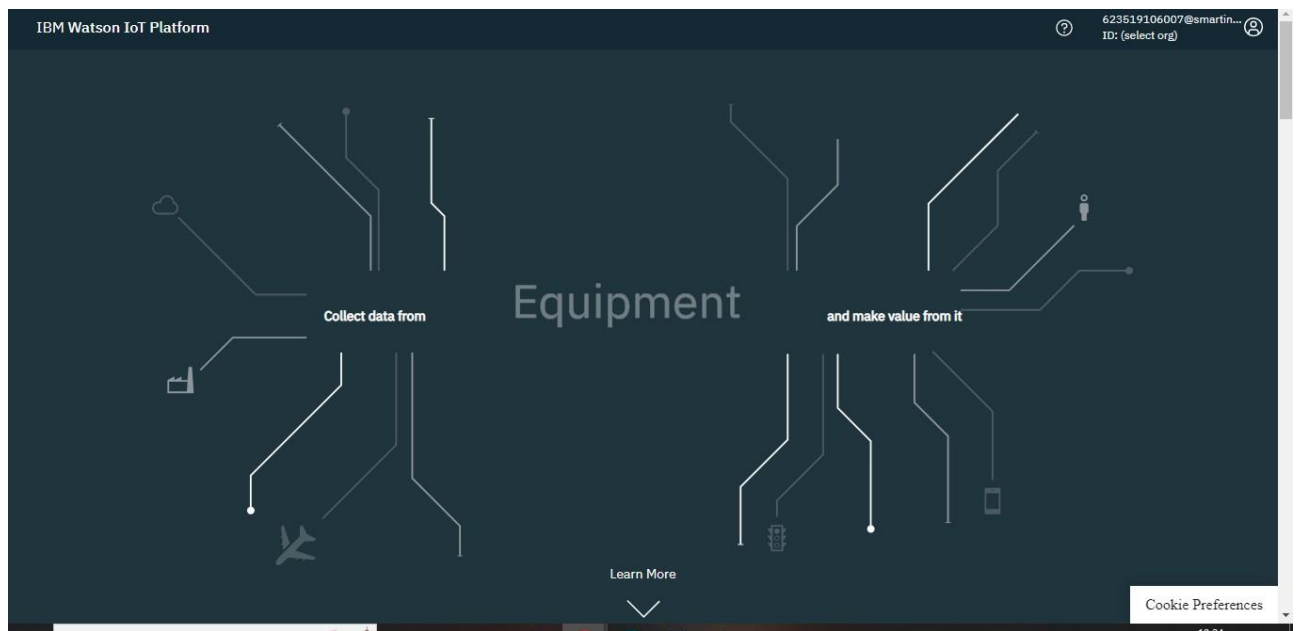 IBM Watson IoT Platform
623519106007@smartin...
ID: (select org)
Collect data from
Equipment
and make value from it
Learn More
Cookie Preferences